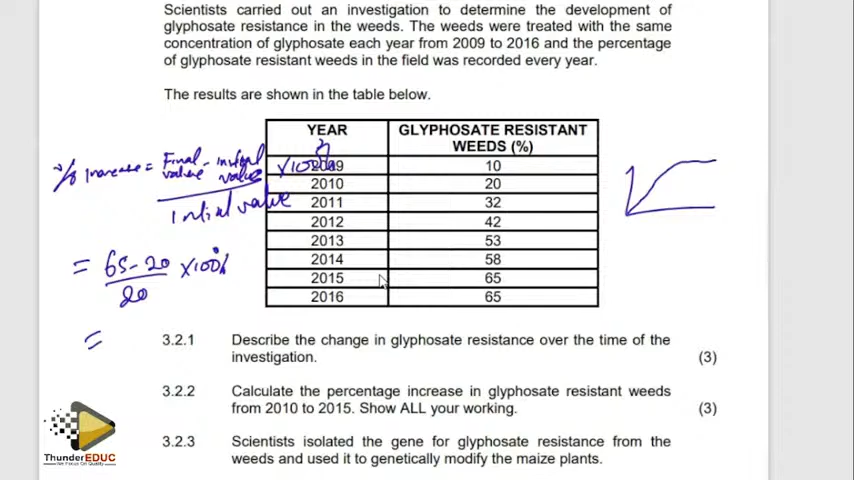 Scientists carried out an investigation to determine the development of
glyphosate resistance in the weeds. The weeds were treated with the same
concentration of glyphosate each year from 2009 to 2016 and the percentage
of glyphosate resistant weeds in the field was recorded every year.
The results are shown in the table below.
YEAR GLYPHOSATE RESISTANT
WEEDS (%)
2009 10
2010 20
2011 32
2012 42
2013 53
2014 58
2015 65
2016 65
% Increase = Final value - initial value × 100%
Initial value
= 65 - 20 × 100%
20
=
3.2.1 Describe the change in glyphosate resistance over the time of the
investigation. (3)
3.2.2 Calculate the percentage increase in glyphosate resistant weeds
from 2010 to 2015. Show ALL your working. (3)
3.2.3 Scientists isolated the gene for glyphosate resistance from the
weeds and used it to genetically modify the maize plants.
ThunderEDUC
We Focus On Quality